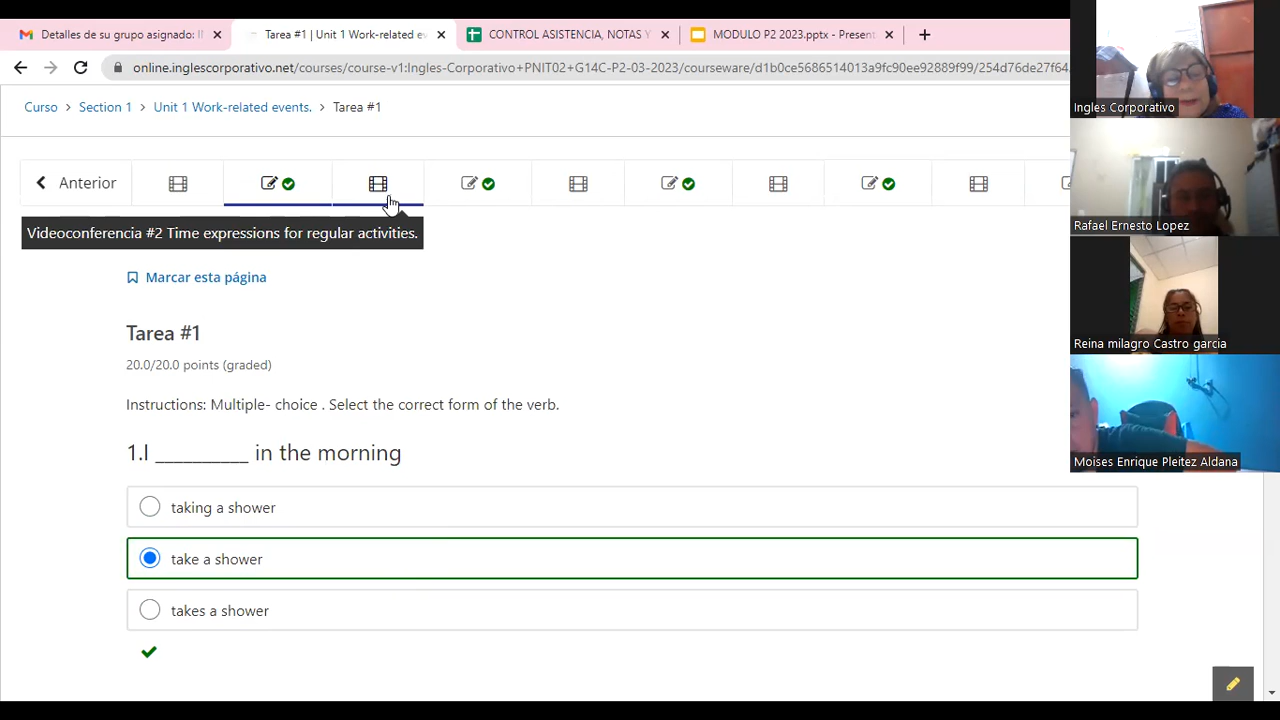 Detalles de su grupo asignado: I
Tarea #1 | Unit 1 Work-related ev
CONTROL ASISTENCIA, NOTAS Y
MODULO P2 2023.pptx - Present
online.inglescorporativo.net/courses/course-v1:Ingles-Corporativo+PNIT02+G14C-P2-03-2023/courseware/d1b0ce5686514013a9fc90ee92889f99/254d76de27f64
Ingles Corporativo
Curso > Section 1 > Unit 1 Work-related events. > Tarea #1
Anterior
Videoconferencia #2 Time expressions for regular activities.
Rafael Ernesto Lopez
Marcar esta página
Tarea #1
Reina milagro Castro garcia
20.0/20.0 points (graded)
Instructions: Multiple- choice . Select the correct form of the verb.
1.I __________ in the morning
Moises Enrique Pleitez Aldana
taking a shower
take a shower
takes a shower